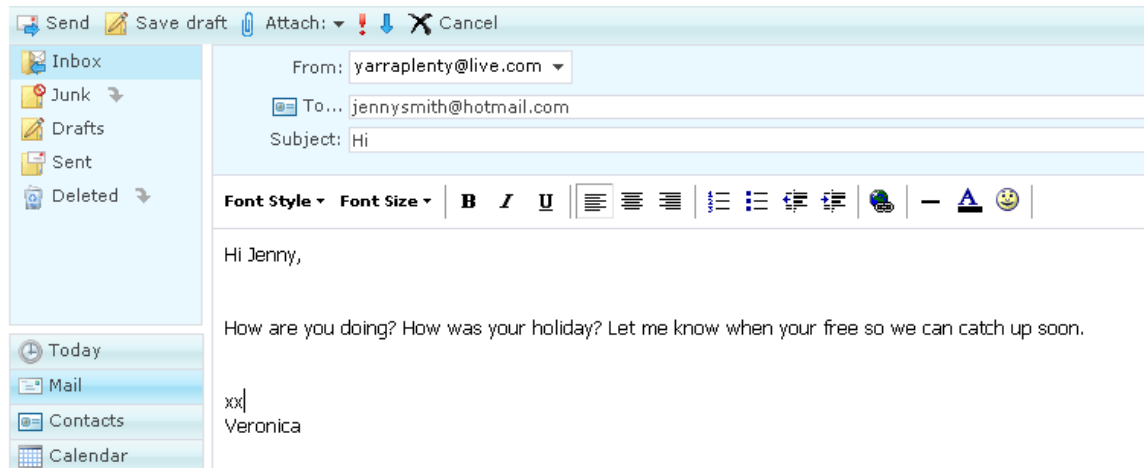 Send Save draft Attach: Cancel
Inbox
Junk
Drafts
Sent
Deleted
Today
Mail
Contacts
Calendar
From: yarraplenty@live.com
To... jennysmith@hotmail.com
Subject: Hi
Font Style Font Size B I U A
Hi Jenny,
How are you doing? How was your holiday? Let me know when your free so we can catch up soon.
xx
Veronica